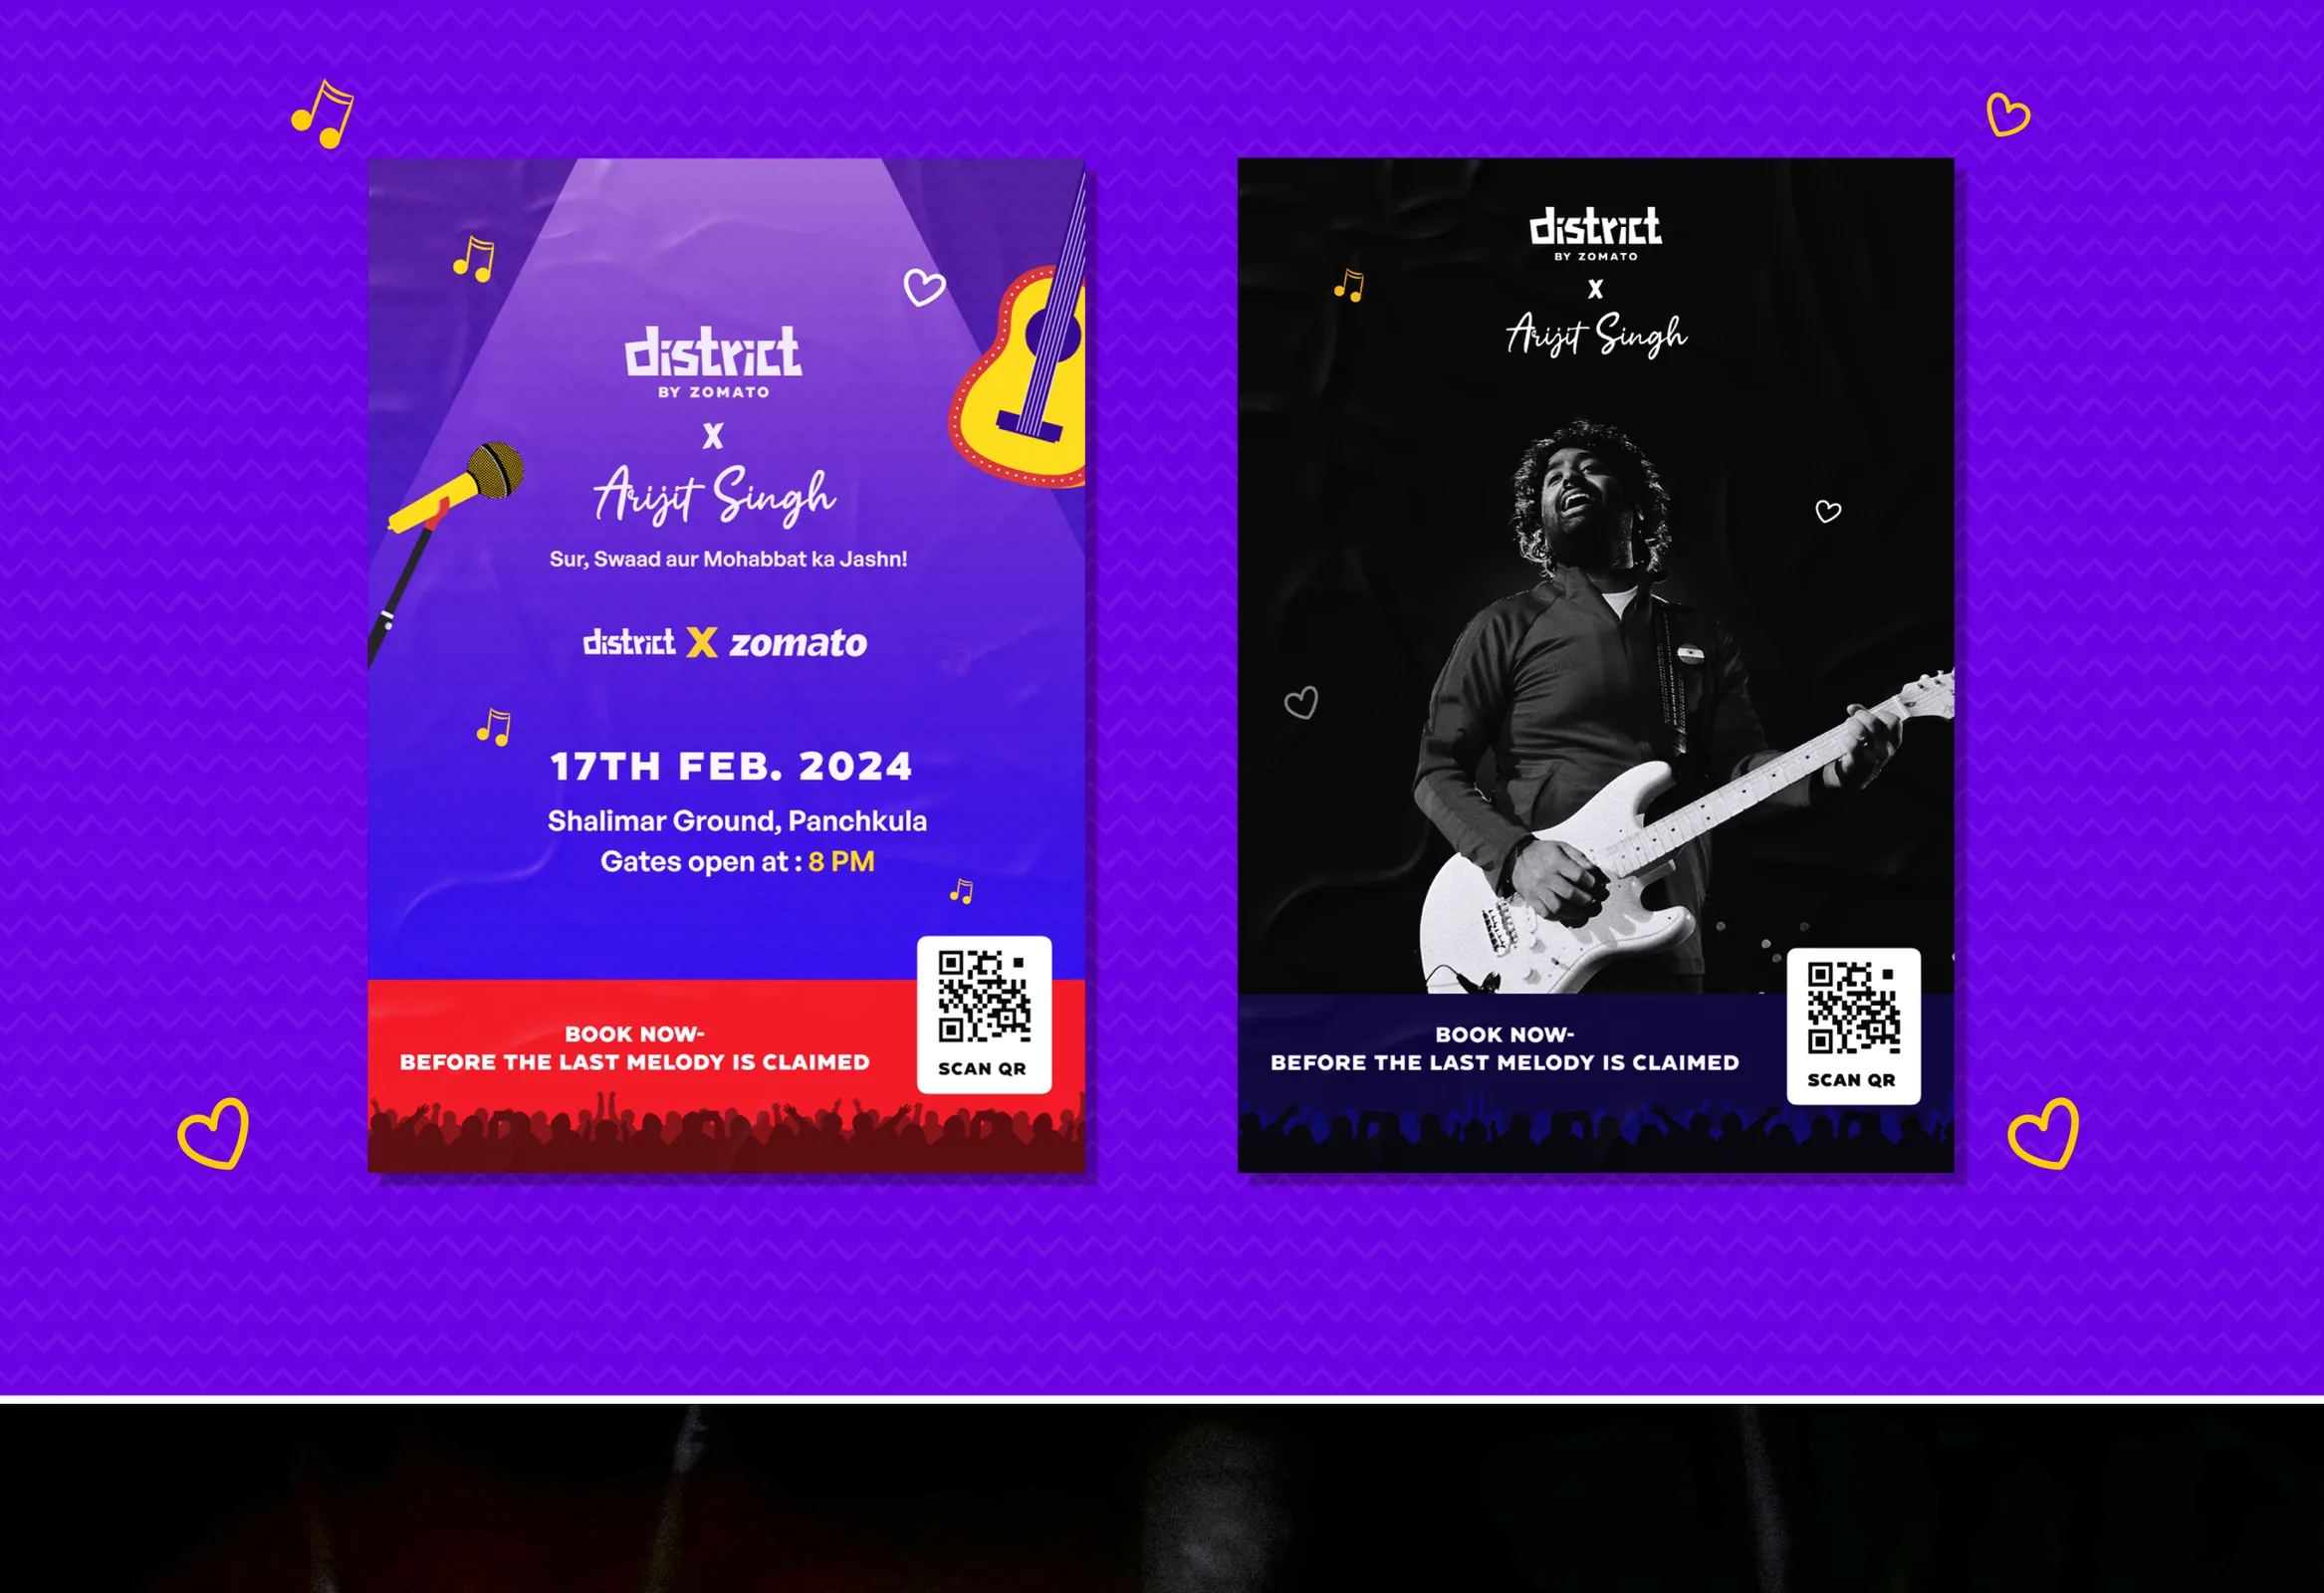 district
BY ZOMATO
X
Arijit Singh
Sur, Swaad aur Mohabbat ka Jashn!
district X zomato
17TH FEB. 2024
Shalimar Ground, Panchkula
Gates open at : 8 PM
BOOK NOW-
BEFORE THE LAST MELODY IS CLAIMED
SCAN QR
district
BY ZOMATO
X
Arijit Singh
BOOK NOW-
BEFORE THE LAST MELODY IS CLAIMED
SCAN QR